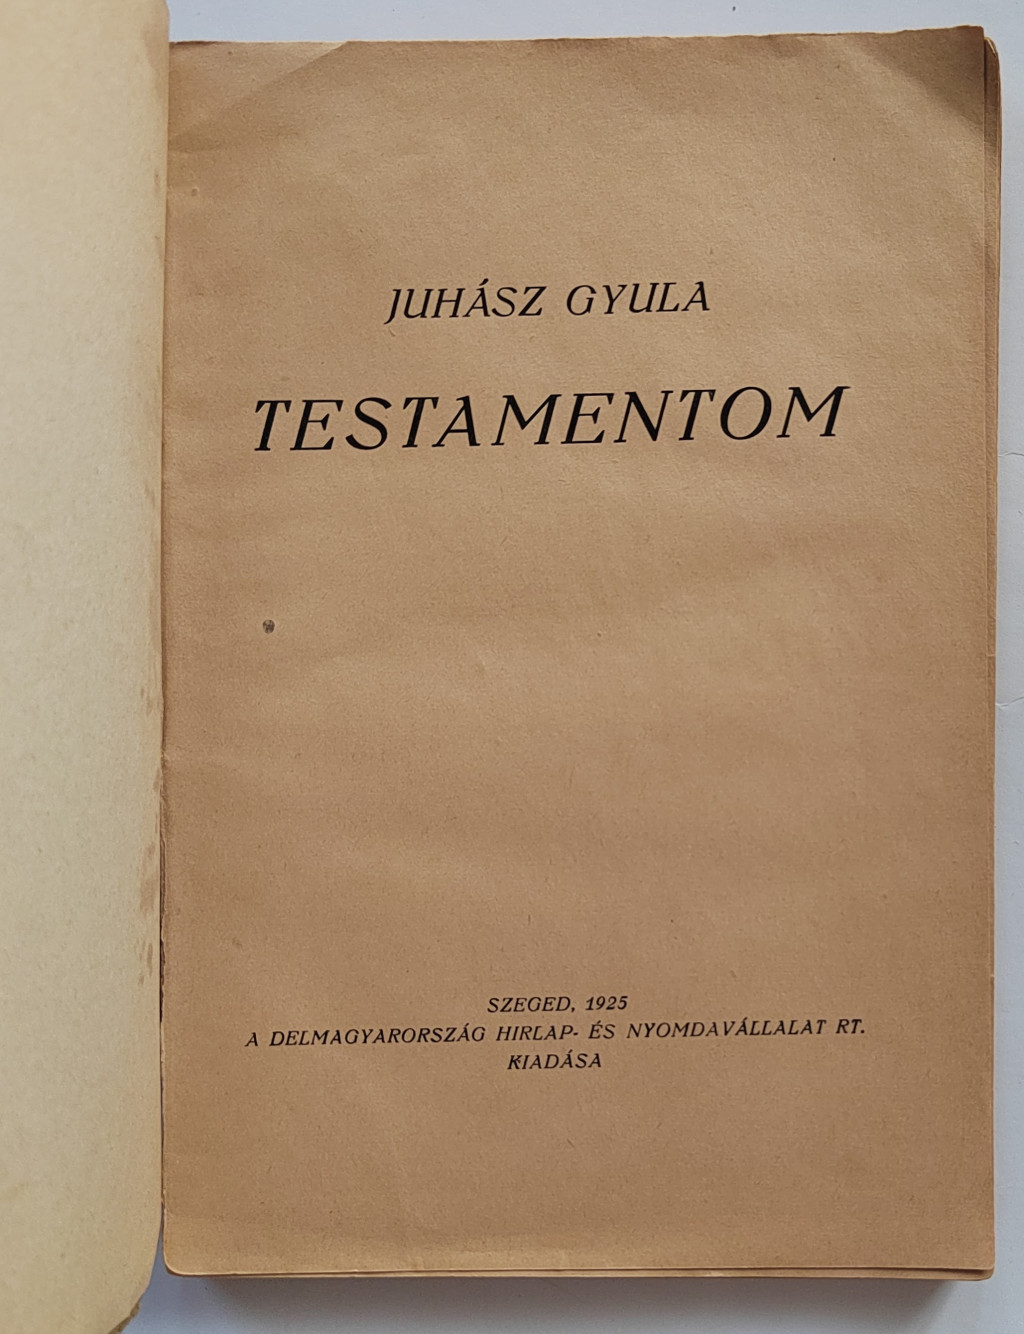 JUHÁSZ GYULA
TESTAMENTOM
SZEGED, 1925
A DELMAGYARORSZÁG HIRLAP- ÉS NYOMDAVÁLLALAT RT.
KIADÁSA